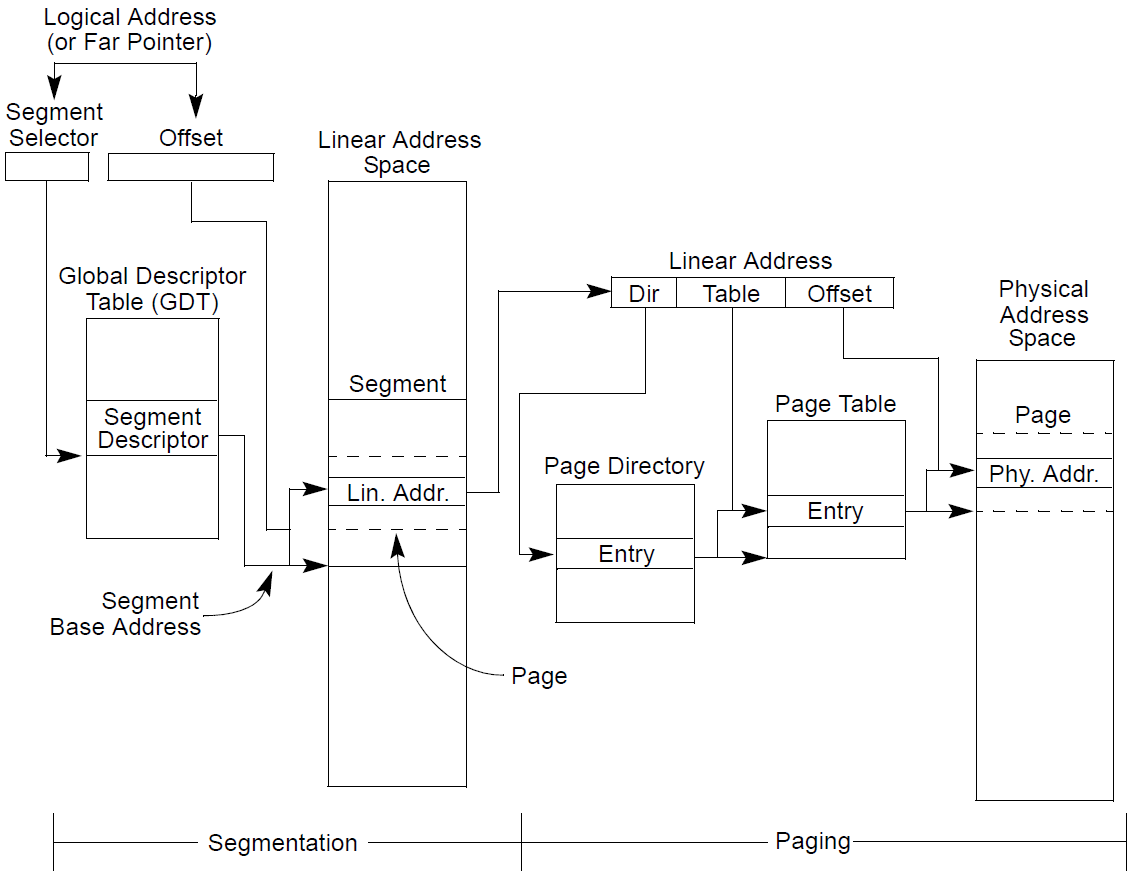 Logical Address
(or Far Pointer)
Segment
Selector
Offset
Linear Address
Space
Global Descriptor
Table (GDT)
Segment
Descriptor
Segment
Lin. Addr.
Segment
Base Address
Page
Linear Address
Dir
Table
Offset
Page Directory
Entry
Page Table
Entry
Physical
Address
Space
Page
Phy. Addr.
Segmentation
Paging